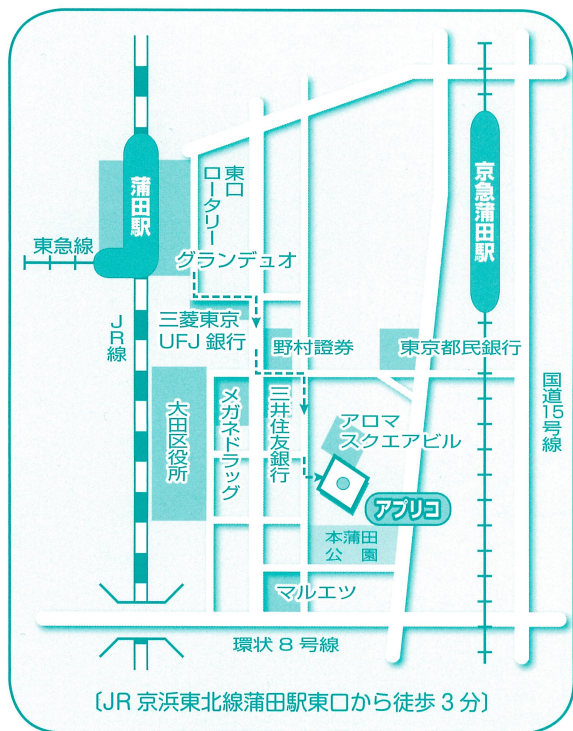 蒲田駅
東口
ロータリー
京急蒲田駅
東急線
グランデュオ
JR線
三菱東京
UFJ 銀行
野村證券
東京都民銀行
国道15号線
大田区役所
メガネドラッグ
三井住友銀行
アロマ
スクエアビル
アプリコ
本蒲田
公園
マルエツ
環状 8 号線
〔JR 京浜東北線蒲田駅東口から徒歩 3 分〕